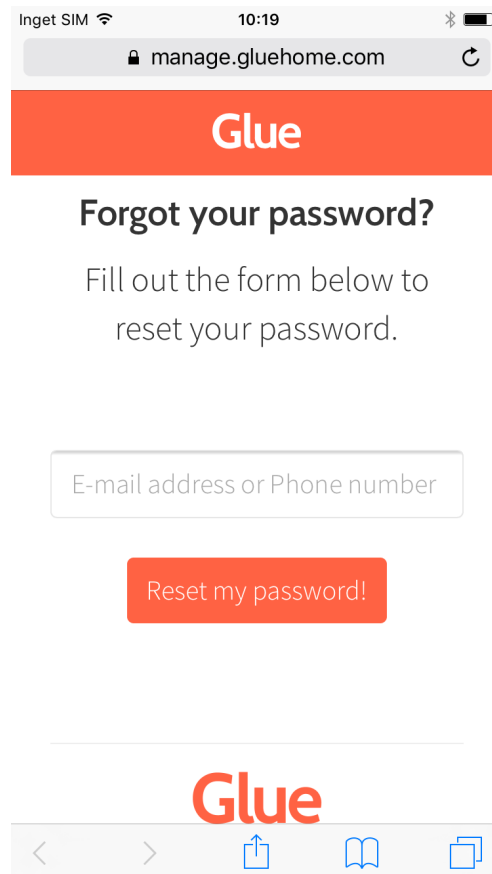 Inget SIM 10:19
manage.gluehome.com
Glue
Forgot your password?
Fill out the form below to
reset your password.
E-mail address or Phone number
Reset my password!
Glue